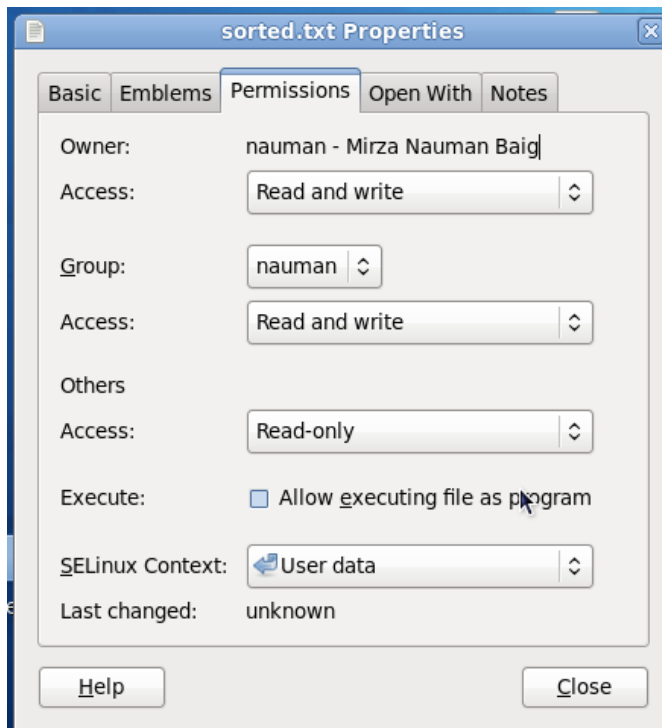 sorted.txt Properties
Basic Emblems Permissions Open With Notes
Owner: nauman - Mirza Nauman Baig
Access: Read and write
Group: nauman
Access: Read and write
Others
Access: Read-only
Execute: Allow executing file as program
SELinux Context: User data
Last changed: unknown
Help Close